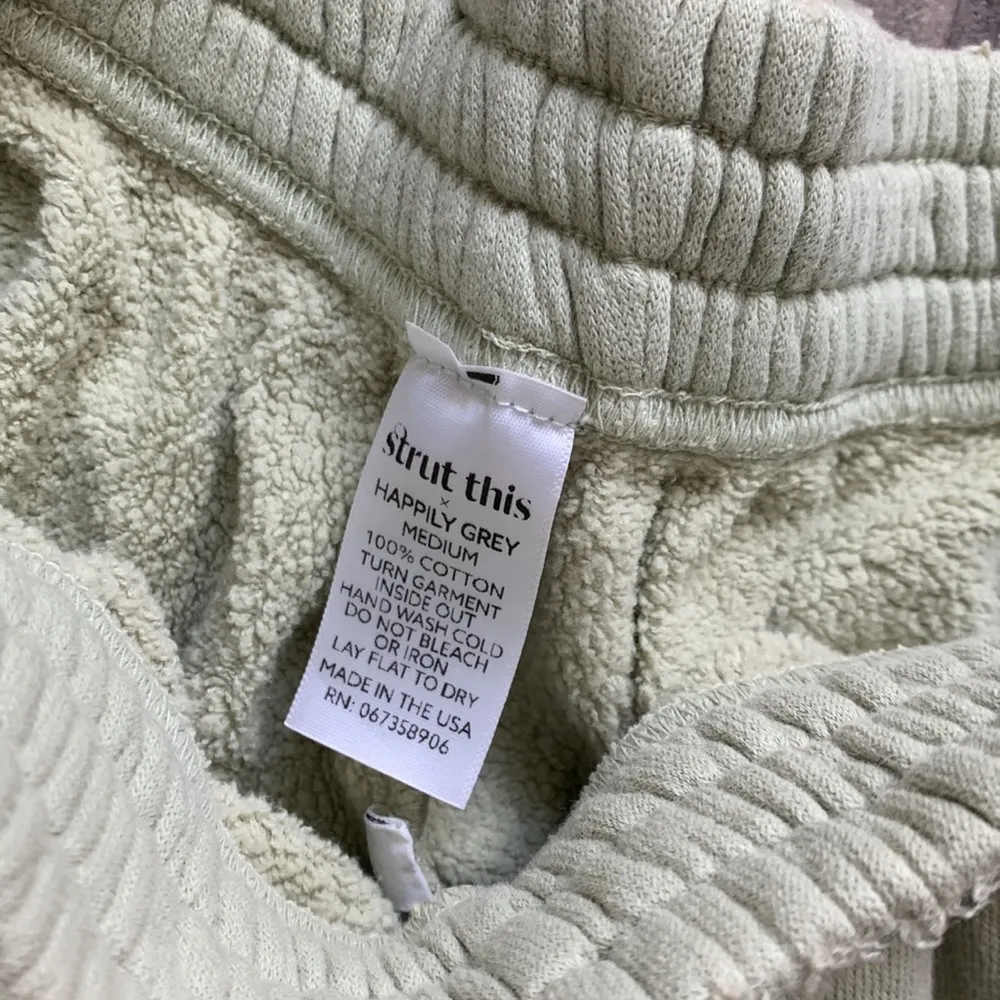 strut this
×
HAPPILY GREY
MEDIUM
100% COTTON
TURN GARMENT
INSIDE OUT
HAND WASH COLD
DO NOT BLEACH
OR IRON
LAY FLAT TO DRY
MADE IN THE USA
RN: 067358906